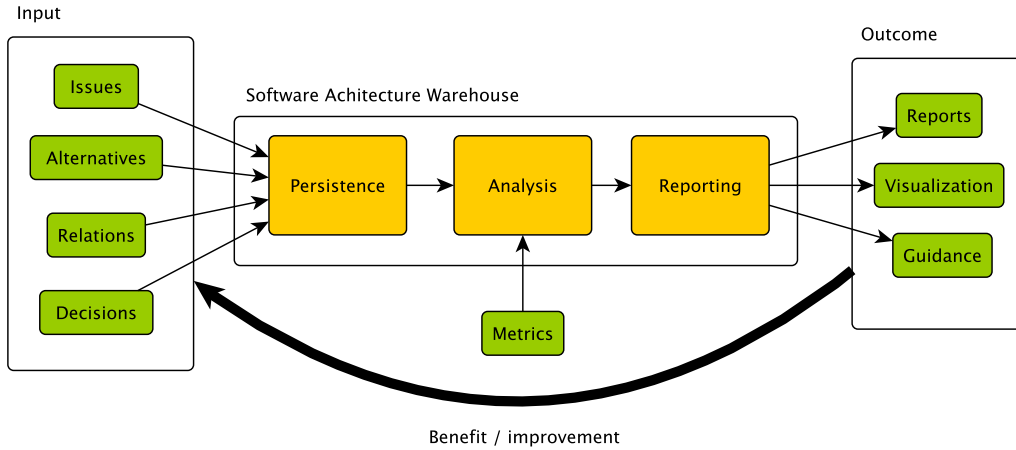 Input
Issues
Alternatives
Relations
Decisions
Software Achitecture Warehouse
Persistence
Analysis
Reporting
Metrics
Outcome
Reports
Visualization
Guidance
Benefit / improvement